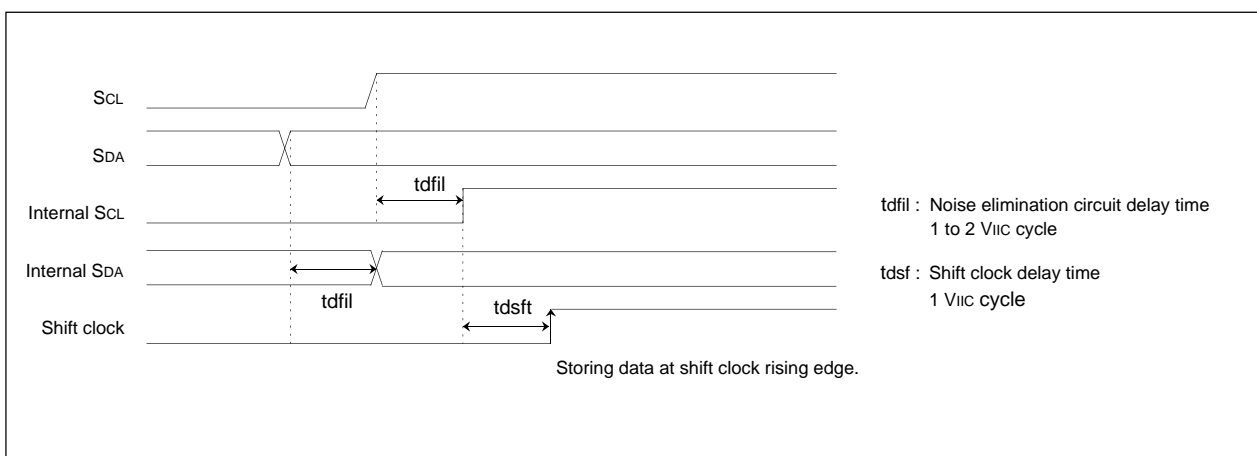 SCL
SDA
tdfil
Internal SCL
Internal SDA
tdfil
tdsft
Shift clock
Storing data at shift clock rising edge.
tdfil : Noise elimination circuit delay time
1 to 2 VIIC cycle
tdsf : Shift clock delay time
1 VIIC cycle